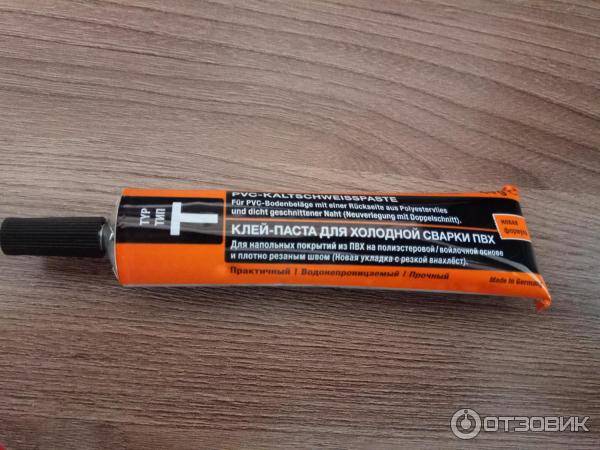 TYP
ТИП
T
PVC-KALTSCHWEISSPASTE
Für PVC-Bodenbeläge mit einer Rückseite aus Polyestervlies
und dicht geschnittener Naht (Neuverlegung mit Doppelschnitt).
КЛЕЙ-ПАСТА ДЛЯ ХОЛОДНОЙ СВАРКИ ПВХ
Для напольных покрытий из ПВХ на полиэстеровой/войлочной основе
и плотно резаным швом (Новая укладка с резкой внахлёст).
Практичный / Водонепроницаемый / Прочный
новая
формула
Made in Germany
ОТЗОВИК